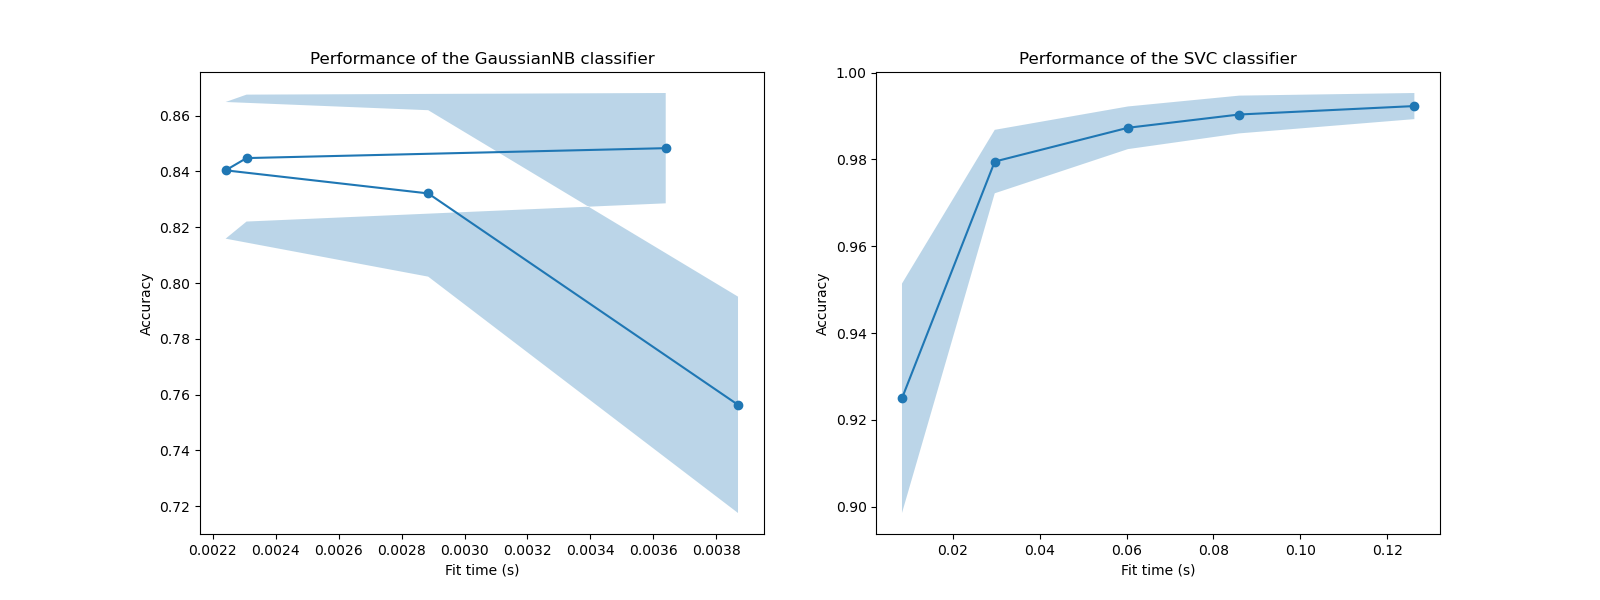 Performance of the GaussianNB classifier
0.86
0.84
0.82
0.80
0.78
0.76
0.74
0.72
Accuracy
0.0022 0.0024 0.0026 0.0028 0.0030 0.0032 0.0034 0.0036 0.0038
Fit time (s)
Performance of the SVC classifier
1.00
0.98
0.96
0.94
0.92
0.90
Accuracy
0.02 0.04 0.06 0.08 0.10 0.12
Fit time (s)